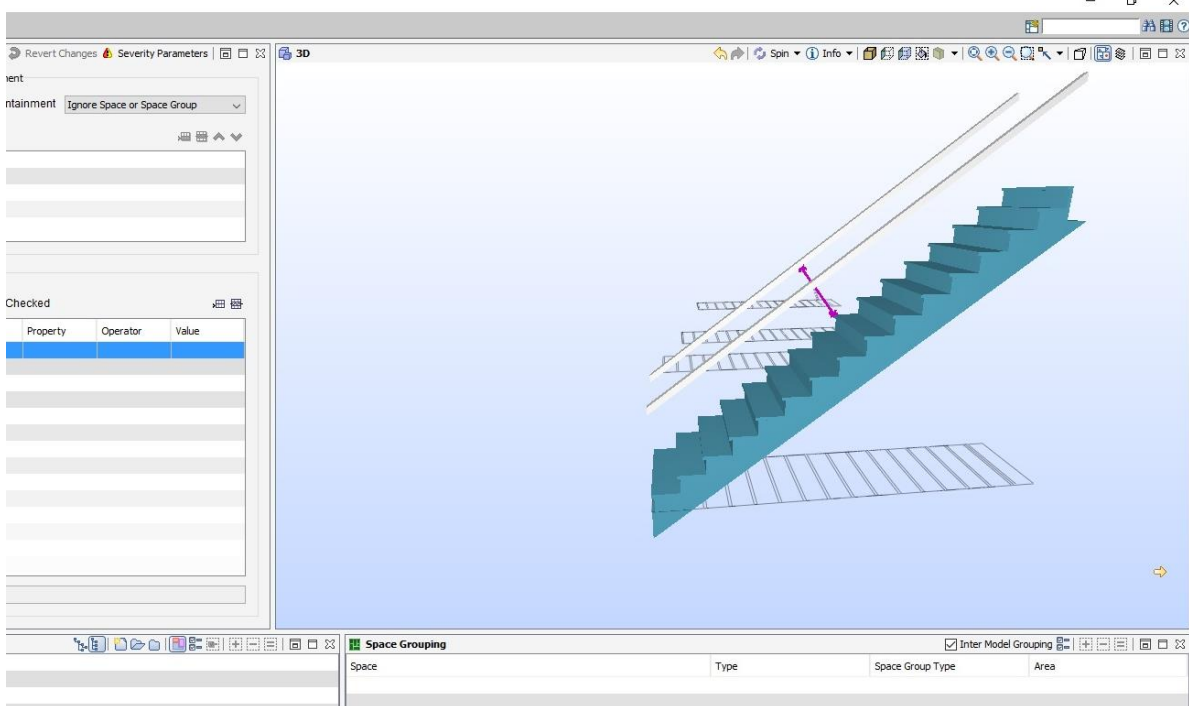 Revert Changes Severity Parameters
3D
Spin Info
ment
ntainment Ignore Space or Space Group
Checked
Property Operator Value
Space Grouping
Inter Model Grouping
Space Type Space Group Type Area